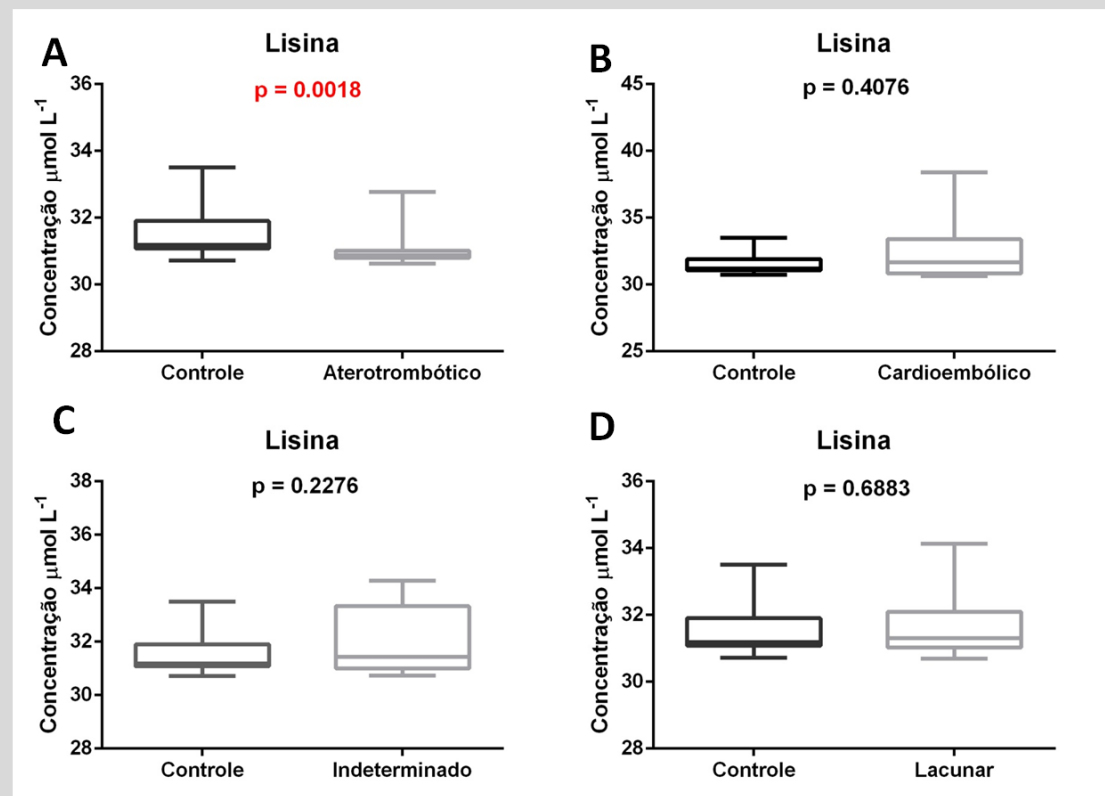 A
Lisina
p = 0.0018
Concentração μmol L⁻¹
36
34
32
30
28
Controle
Aterotrombótico
B
Lisina
p = 0.4076
Concentração μmol L⁻¹
45
40
35
30
25
Controle
Cardioembólico
C
Lisina
p = 0.2276
Concentração μmol L⁻¹
38
36
34
32
30
28
Controle
Indeterminado
D
Lisina
p = 0.6883
Concentração μmol L⁻¹
36
34
32
30
28
Controle
Lacunar